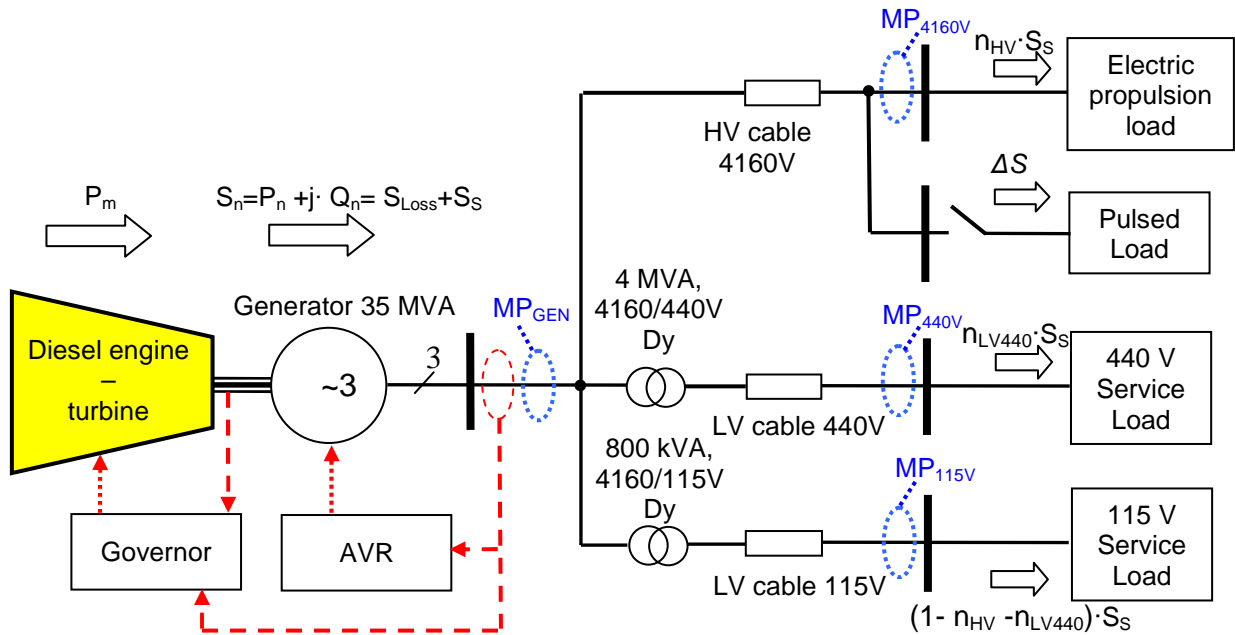 MP4160V
nHV·SS
Electric
propulsion
load
HV cable
4160V
ΔS
Pm
Sn=Pn +j· Qn= SLoss+SS
Pulsed
Load
4 MVA,
4160/440V
Dy
Generator 35 MVA
MPGEN
MP440V
nLV440·SS
Diesel engine
–
turbine
~3
3
440 V
Service
Load
LV cable 440V
800 kVA,
4160/115V
Dy
MP115V
Governor
AVR
115 V
Service
Load
LV cable 115V
(1- nHV -nLV440)·SS